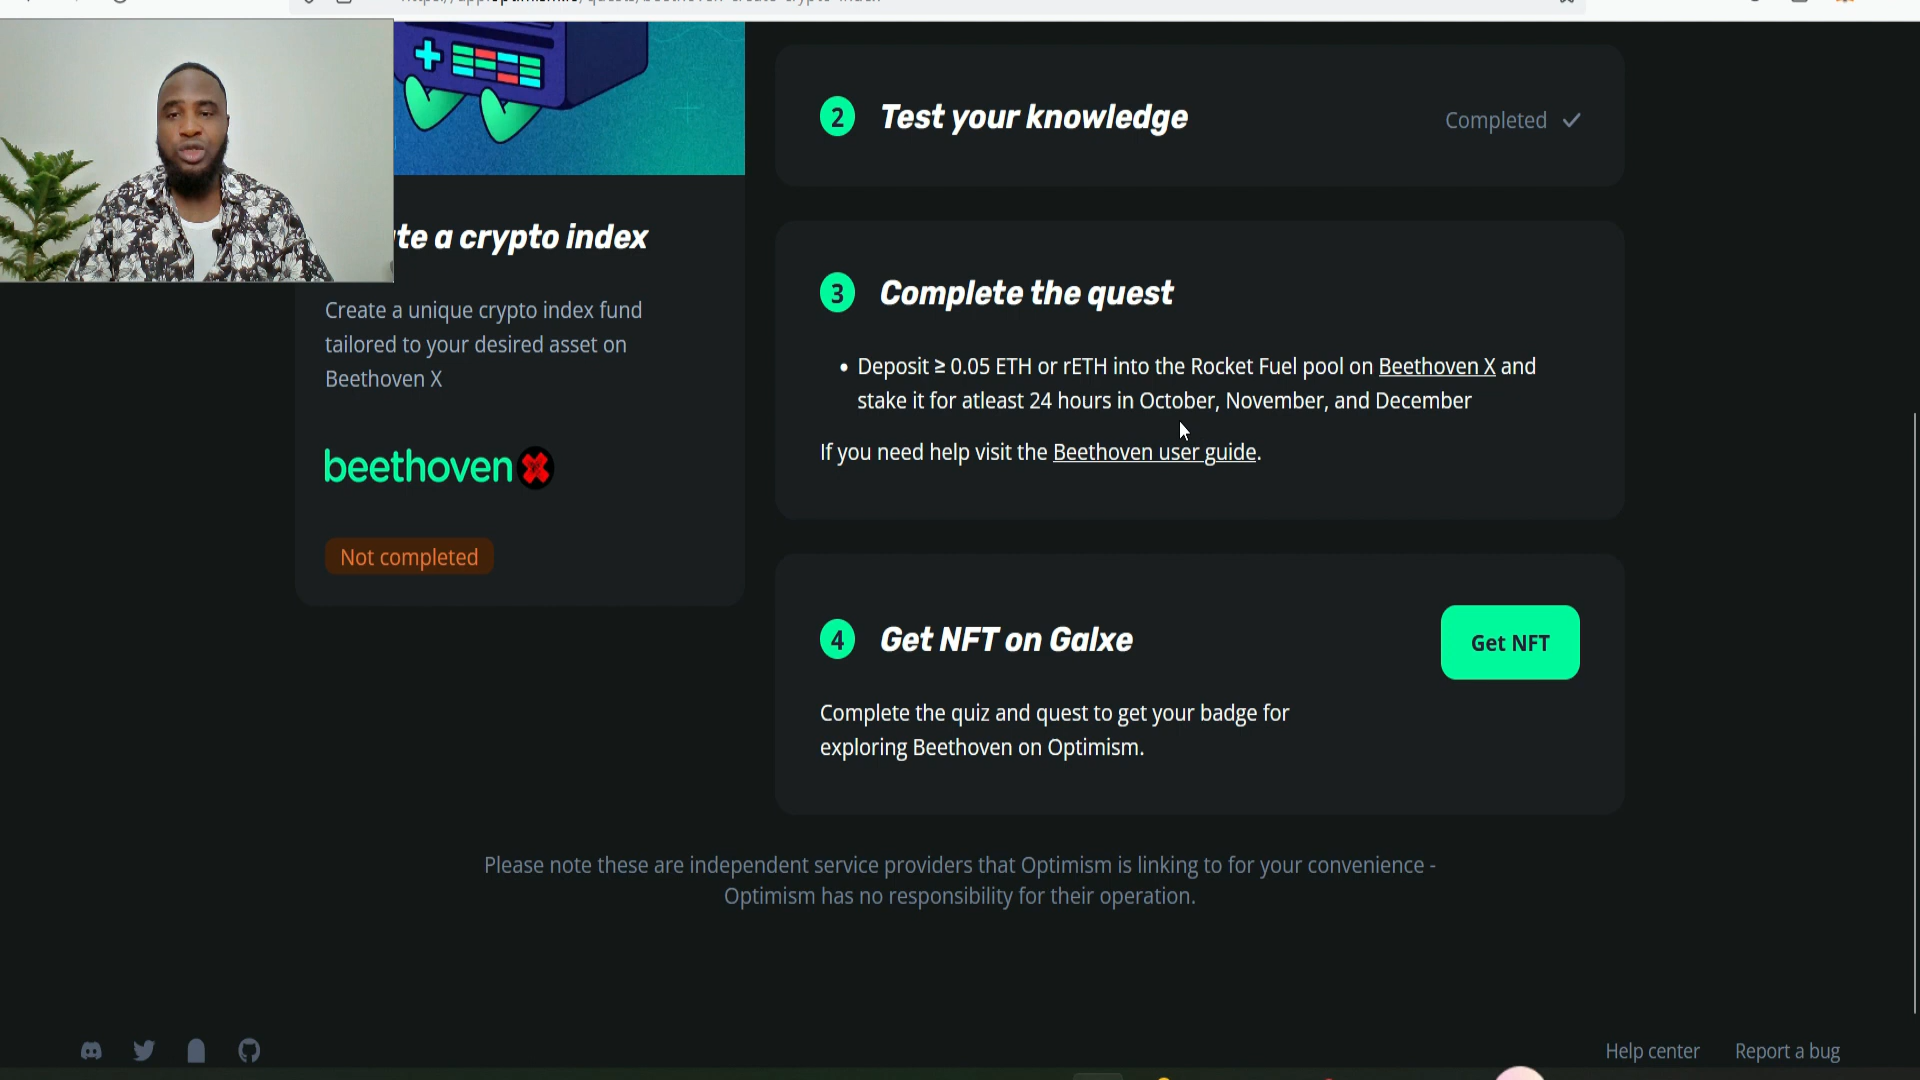 2 Test your knowledge
Completed
te a crypto index
Create a unique crypto index fund
tailored to your desired asset on
Beethoven X
beethoven
Not completed
3 Complete the quest
• Deposit ≥ 0.05 ETH or rETH into the Rocket Fuel pool on Beethoven X and
stake it for atleast 24 hours in October, November, and December
If you need help visit the Beethoven user guide.
4 Get NFT on Galxe
Get NFT
Complete the quiz and quest to get your badge for
exploring Beethoven on Optimism.
Please note these are independent service providers that Optimism is linking to for your convenience -
Optimism has no responsibility for their operation.
Help center
Report a bug